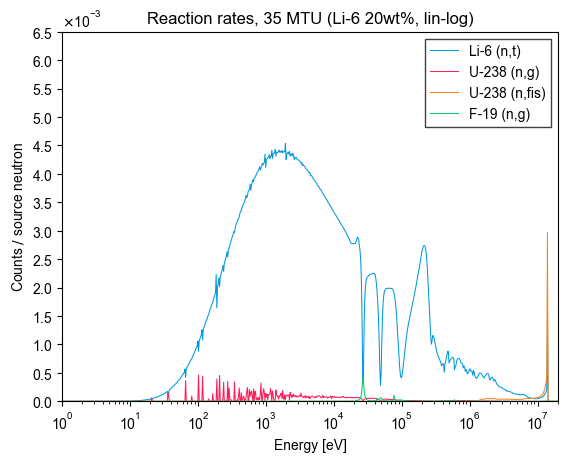 Reaction rates, 35 MTU (Li-6 20wt%, lin-log)
×10⁻³
6.5
6.0
5.5
5.0
4.5
4.0
3.5
3.0
2.5
2.0
1.5
1.0
0.5
0.0
Counts / source neutron
Li-6 (n,t)
U-238 (n,g)
U-238 (n,fis)
F-19 (n,g)
10⁰ 10¹ 10² 10³ 10⁴ 10⁵ 10⁶ 10⁷
Energy [eV]